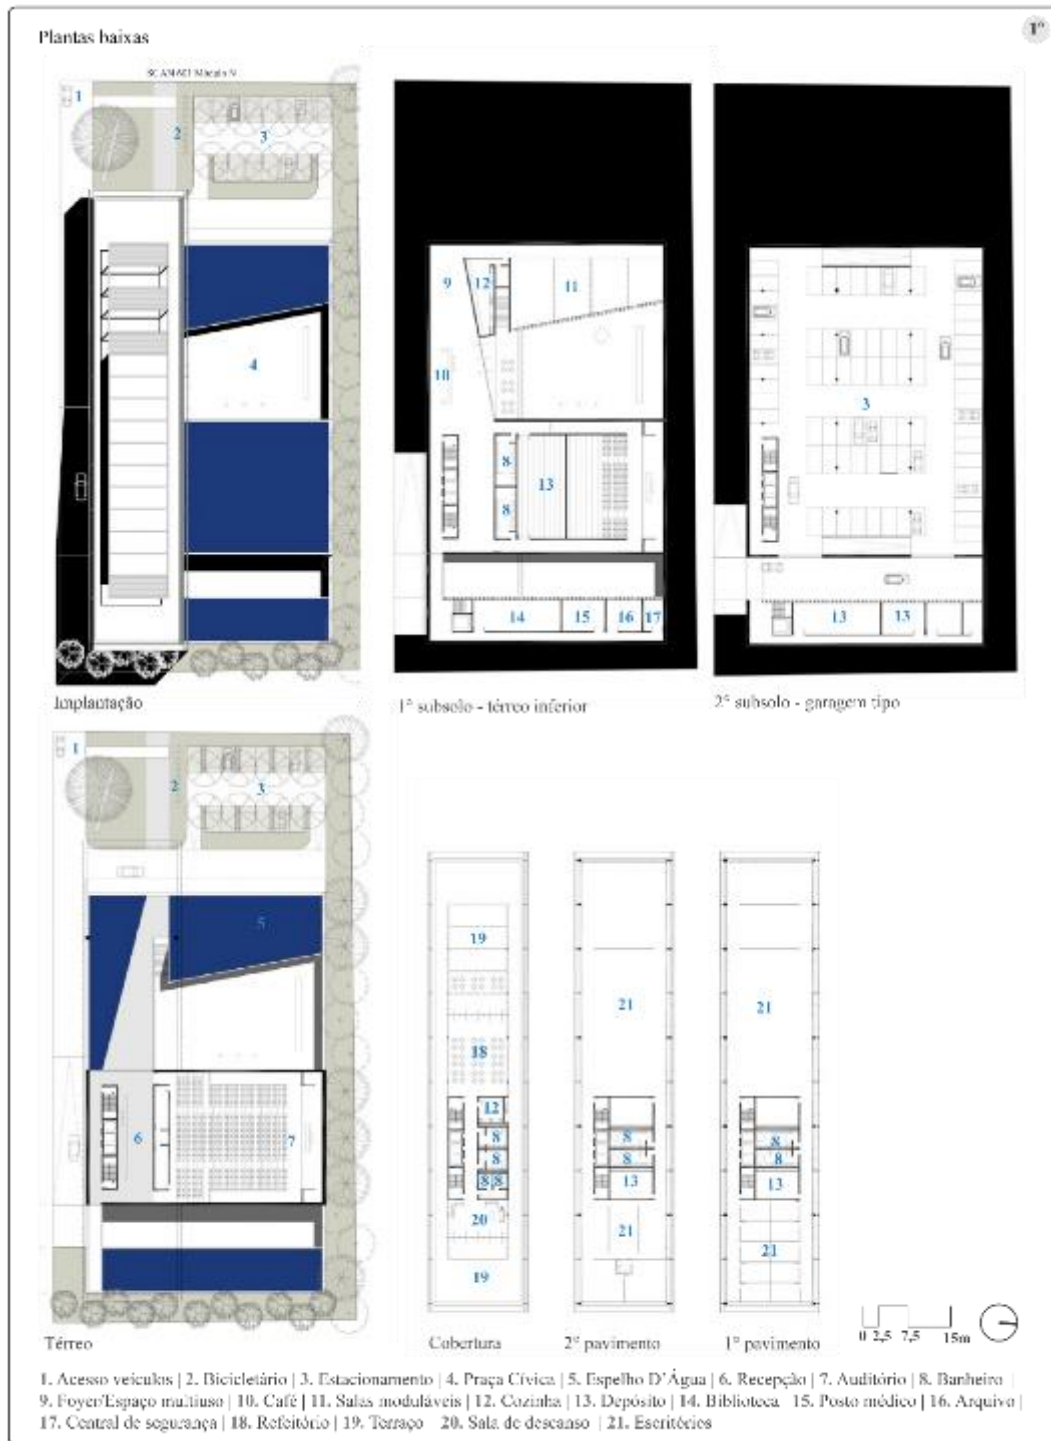 Plantas baixas
1º
1
2
3
4
Implantação
9
12
11
10
8
13
8
14 15 16 17
1º subsolo - térreo inferior
3
13 13
2º subsolo - garagem tipo
1
2
3
5
6
7
Térreo
19
18
12
8
8
8 8
20
19
Cobertura
21
8
8
13
21
2º pavimento
21
8
8
13
21
1º pavimento
0 2,5 7,5 15m
1. Acesso veículos | 2. Bicicletário | 3. Estacionamento | 4. Praça Cívica | 5. Espelho D'Água | 6. Recepção | 7. Auditório | 8. Banheiro |
9. Foyer/Espaço multiuso | 10. Café | 11. Salas moduláveis | 12. Cozinha | 13. Depósito | 14. Biblioteca 15. Posto médico | 16. Arquivo |
17. Central de segurança | 18. Refeitório | 19. Terraço 20. Sala de descanso | 21. Escritórios